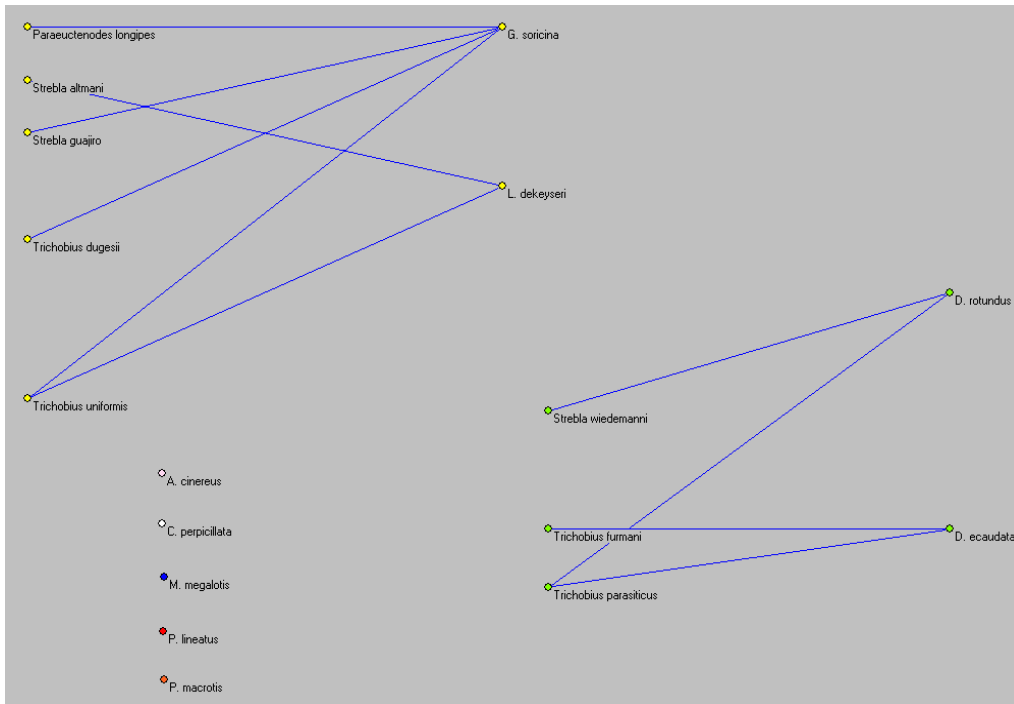 Paraeuctenodes longipes
G. soricina
Strebla altmani
Strebla guajiro
L. dekeyseri
Trichobius dugesii
D. rotundus
Trichobius uniformis
Strebla wiedemanni
A. cinereus
C. perpicillata
Trichobius furmani
D. ecaudata
M. megalotis
Trichobius parasiticus
P. lineatus
P. macrotis